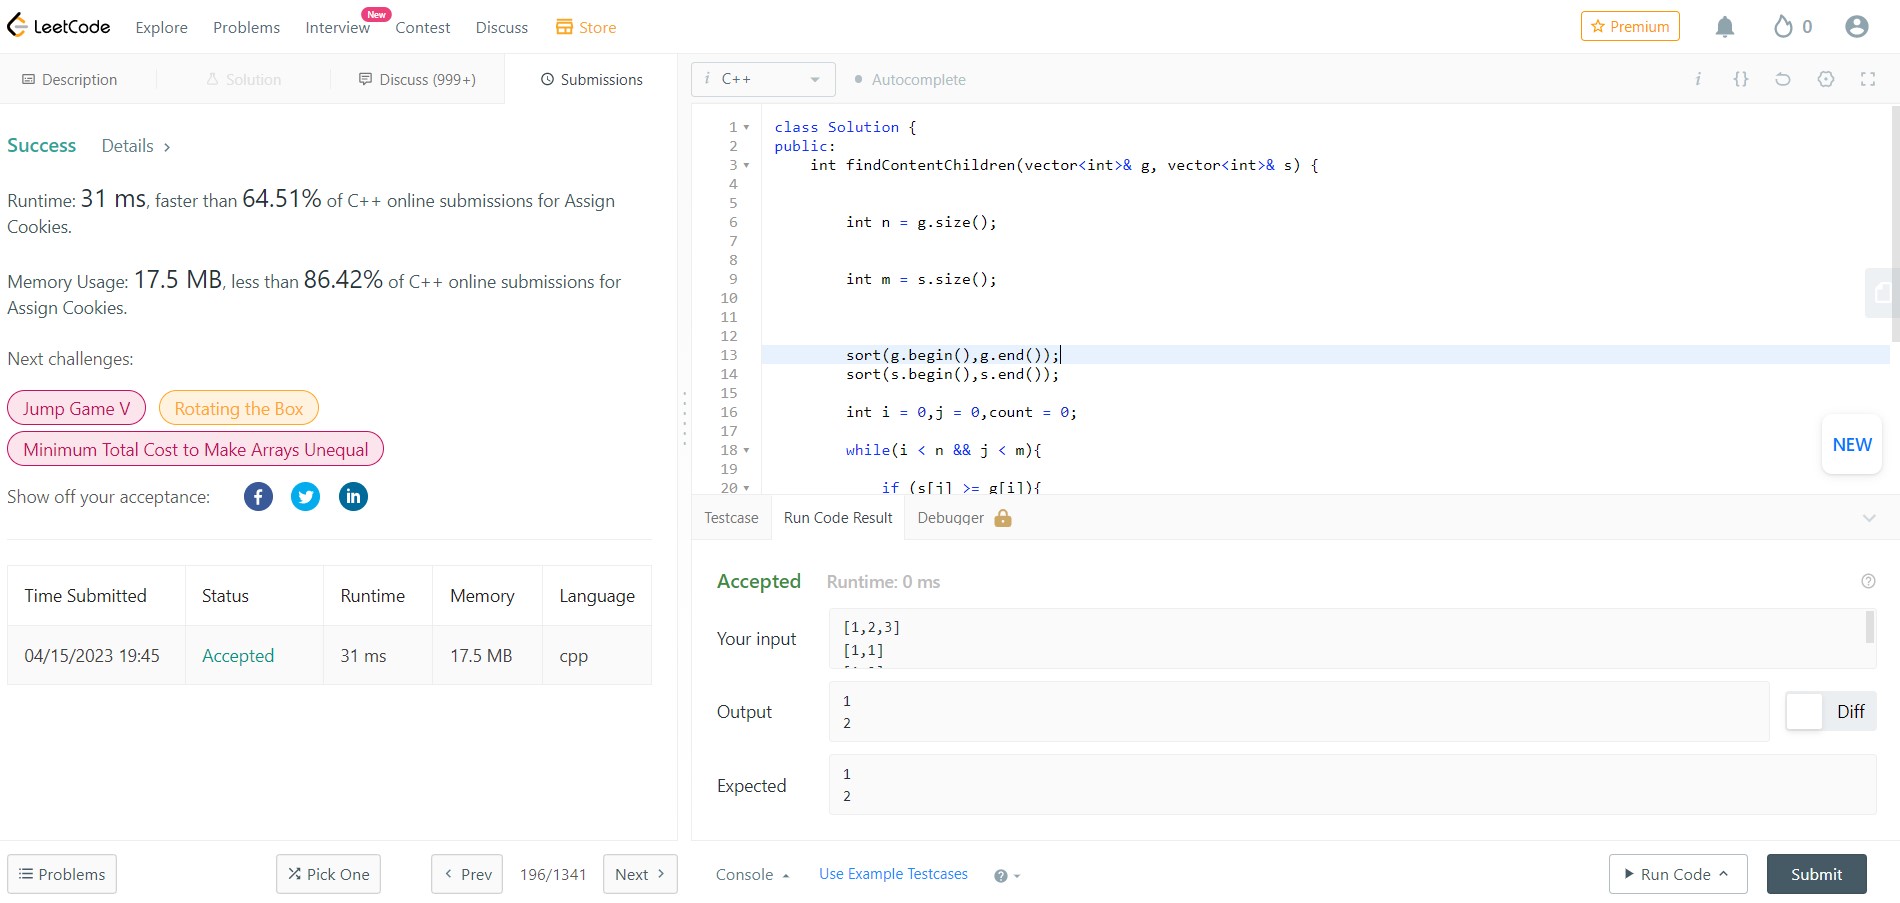 LeetCode
Explore
Problems
Interview
New
Contest
Discuss
Store
Premium
0
Description
Solution
Discuss (999+)
Submissions
i C++
Autocomplete
i {}
Success
Details >
Runtime: 31 ms, faster than 64.51% of C++ online submissions for Assign
Cookies.
Memory Usage: 17.5 MB, less than 86.42% of C++ online submissions for
Assign Cookies.
Next challenges:
Jump Game V
Rotating the Box
Minimum Total Cost to Make Arrays Unequal
Show off your acceptance:
Time Submitted Status Runtime Memory Language
04/15/2023 19:45 Accepted 31 ms 17.5 MB cpp
Problems
Pick One
< Prev
196/1341
Next >
1 class Solution {
2 public:
3 int findContentChildren(vector<int>& g, vector<int>& s) {
4
5
6 int n = g.size();
7
8
9 int m = s.size();
10
11
12
13 sort(g.begin(),g.end());
14 sort(s.begin(),s.end());
15
16 int i = 0,j = 0,count = 0;
17
18 while(i < n && j < m){
19
20 if (s[j] >= g[i]){
NEW
Testcase
Run Code Result
Debugger
Accepted
Runtime: 0 ms
Your input
[1,2,3]
[1,1]
Output
1
2
Diff
Expected
1
2
Console
Use Example Testcases
Run Code
Submit